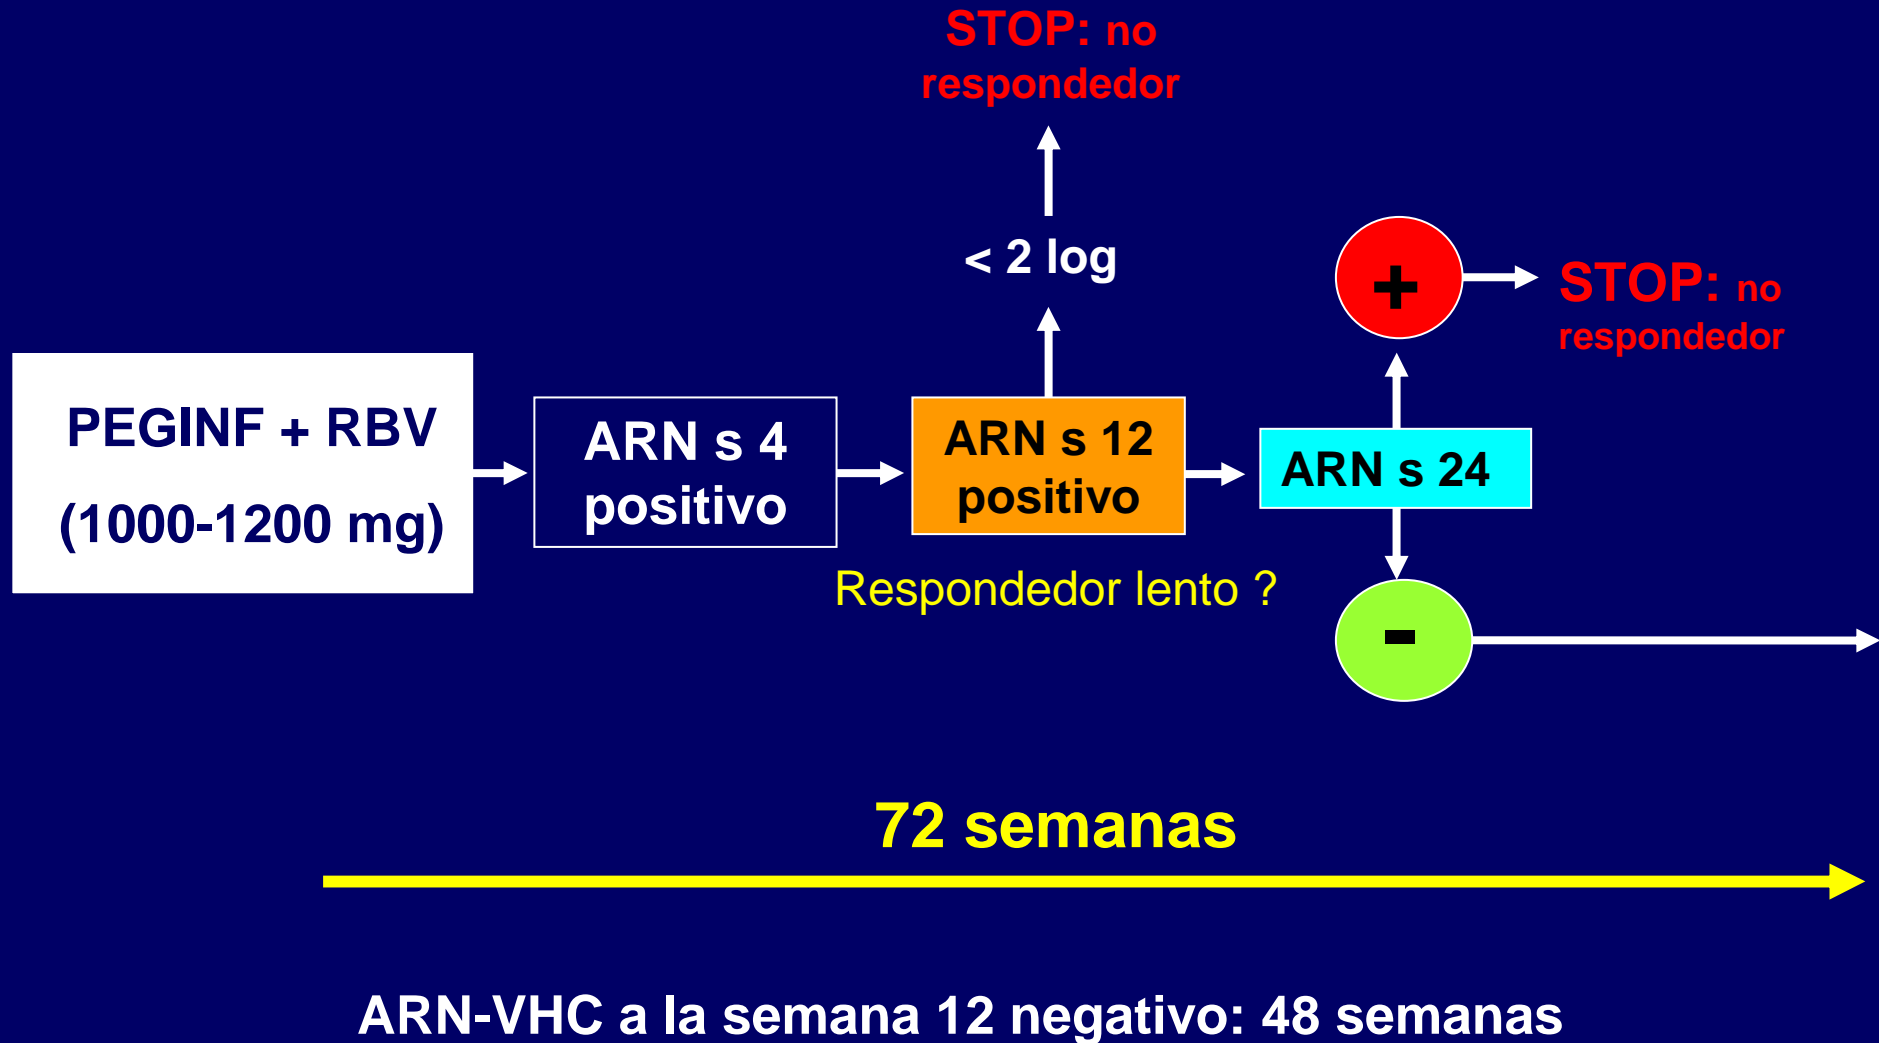 STOP: no
respondedor
< 2 log
+
STOP: no
respondedor
PEGINF + RBV
(1000-1200 mg)
ARN s 4
positivo
ARN s 12
positivo
ARN s 24
Respondedor lento ?
-
72 semanas
ARN-VHC a la semana 12 negativo: 48 semanas